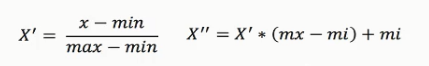 X' = (x − min) / (max − min)    X'' = X' * (mx − mi) + mi